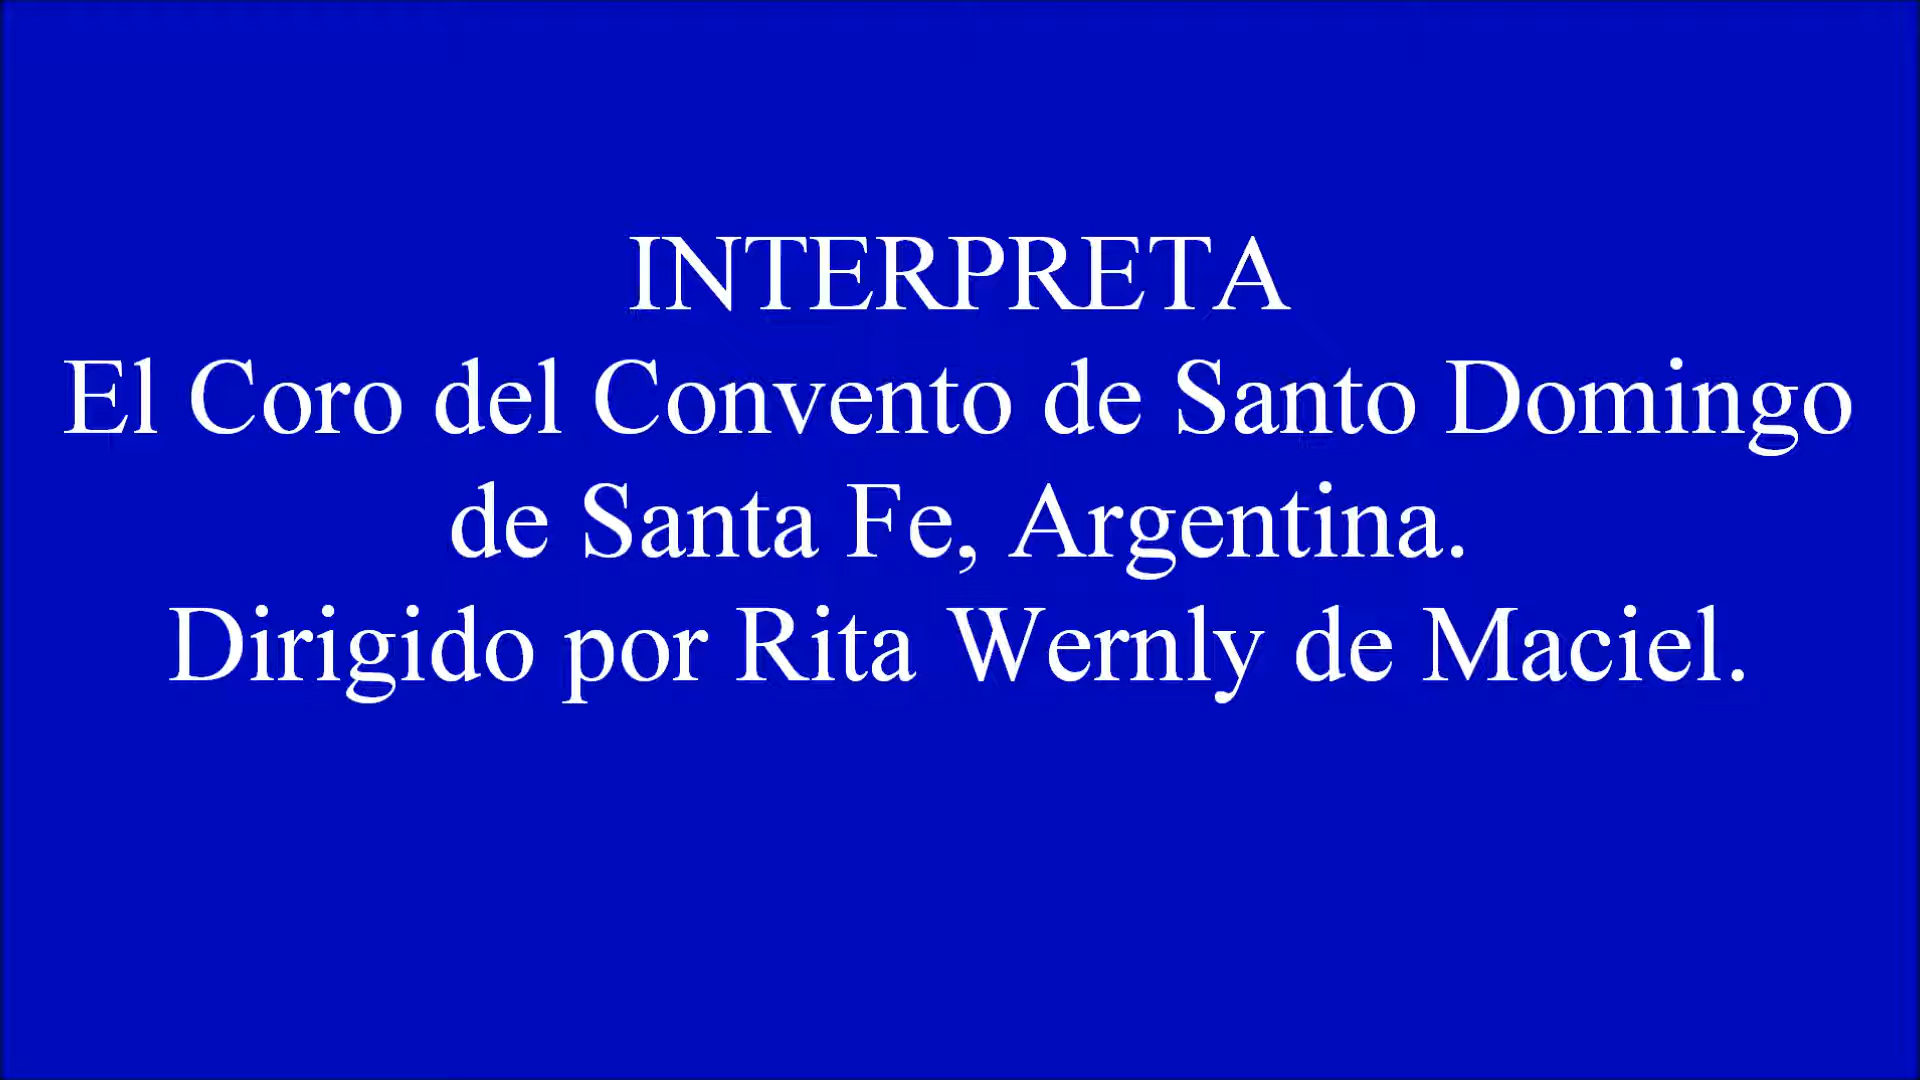 INTERPRETA
El Coro del Convento de Santo Domingo
de Santa Fe, Argentina.
Dirigido por Rita Wernly de Maciel.